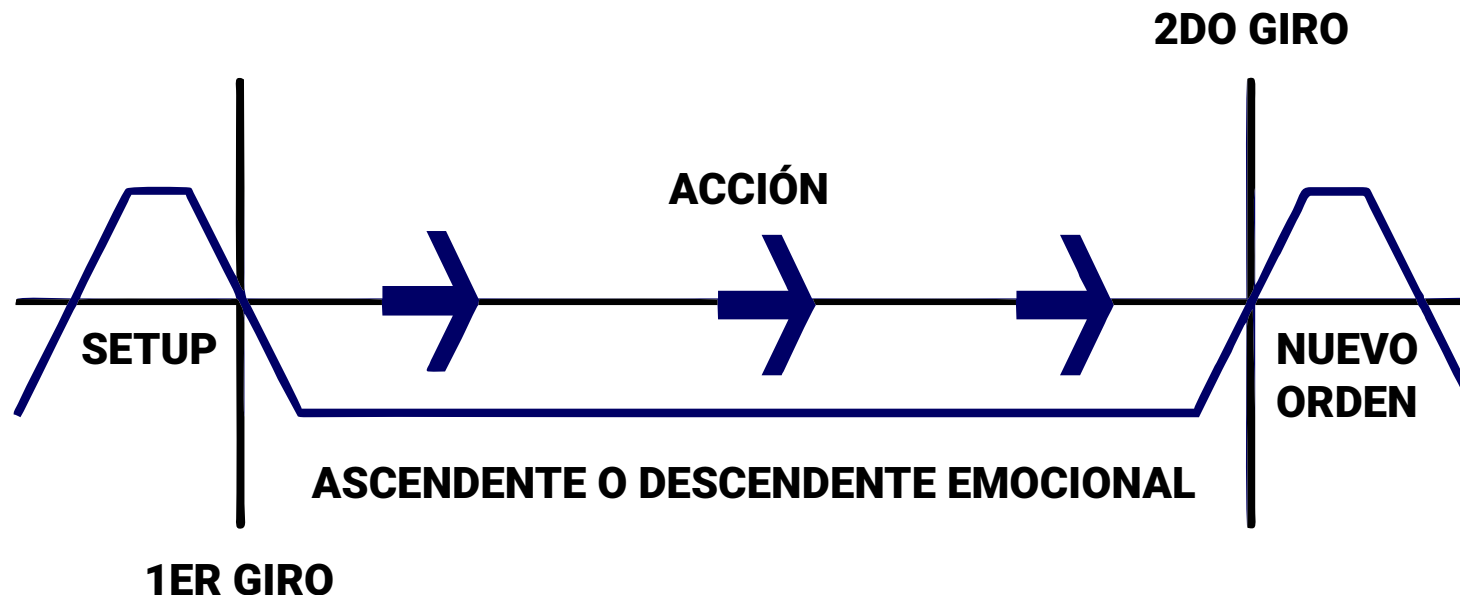 2DO GIRO
ACCIÓN
SETUP
NUEVO
ORDEN
ASCENDENTE O DESCENDENTE EMOCIONAL
1ER GIRO